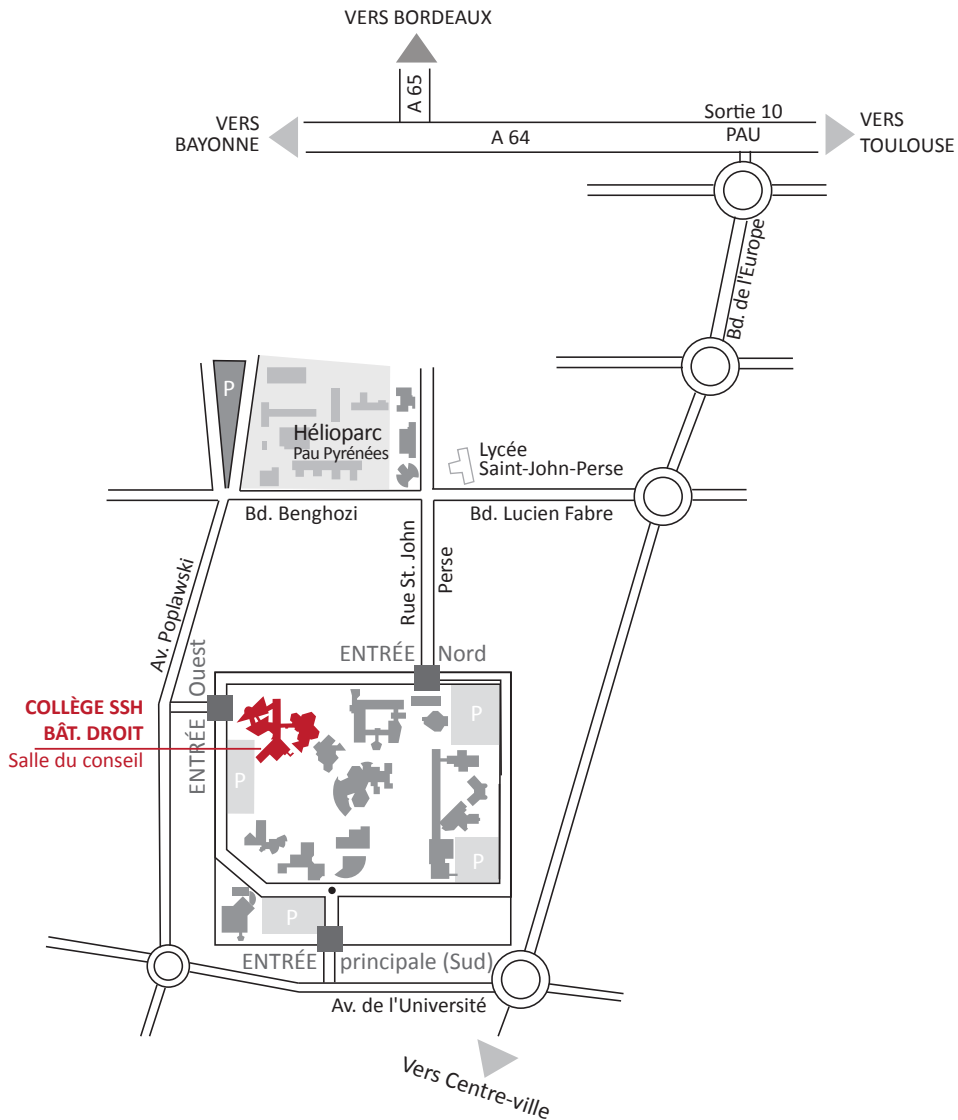 VERS BORDEAUX
A 65
VERS
BAYONNE
A 64
Sortie 10
PAU
VERS
TOULOUSE
Bd. de l'Europe
P
Hélioparc
Pau Pyrénées
Lycée
Saint-John-Perse
Bd. Benghozi
Bd. Lucien Fabre
Av. Poplawski
Rue St. John
Perse
ENTRÉE Nord
ENTRÉE Ouest
COLLÈGE SSH
BÂT. DROIT
Salle du conseil
P
P
P
P
ENTRÉE principale (Sud)
Av. de l'Université
Vers Centre-ville